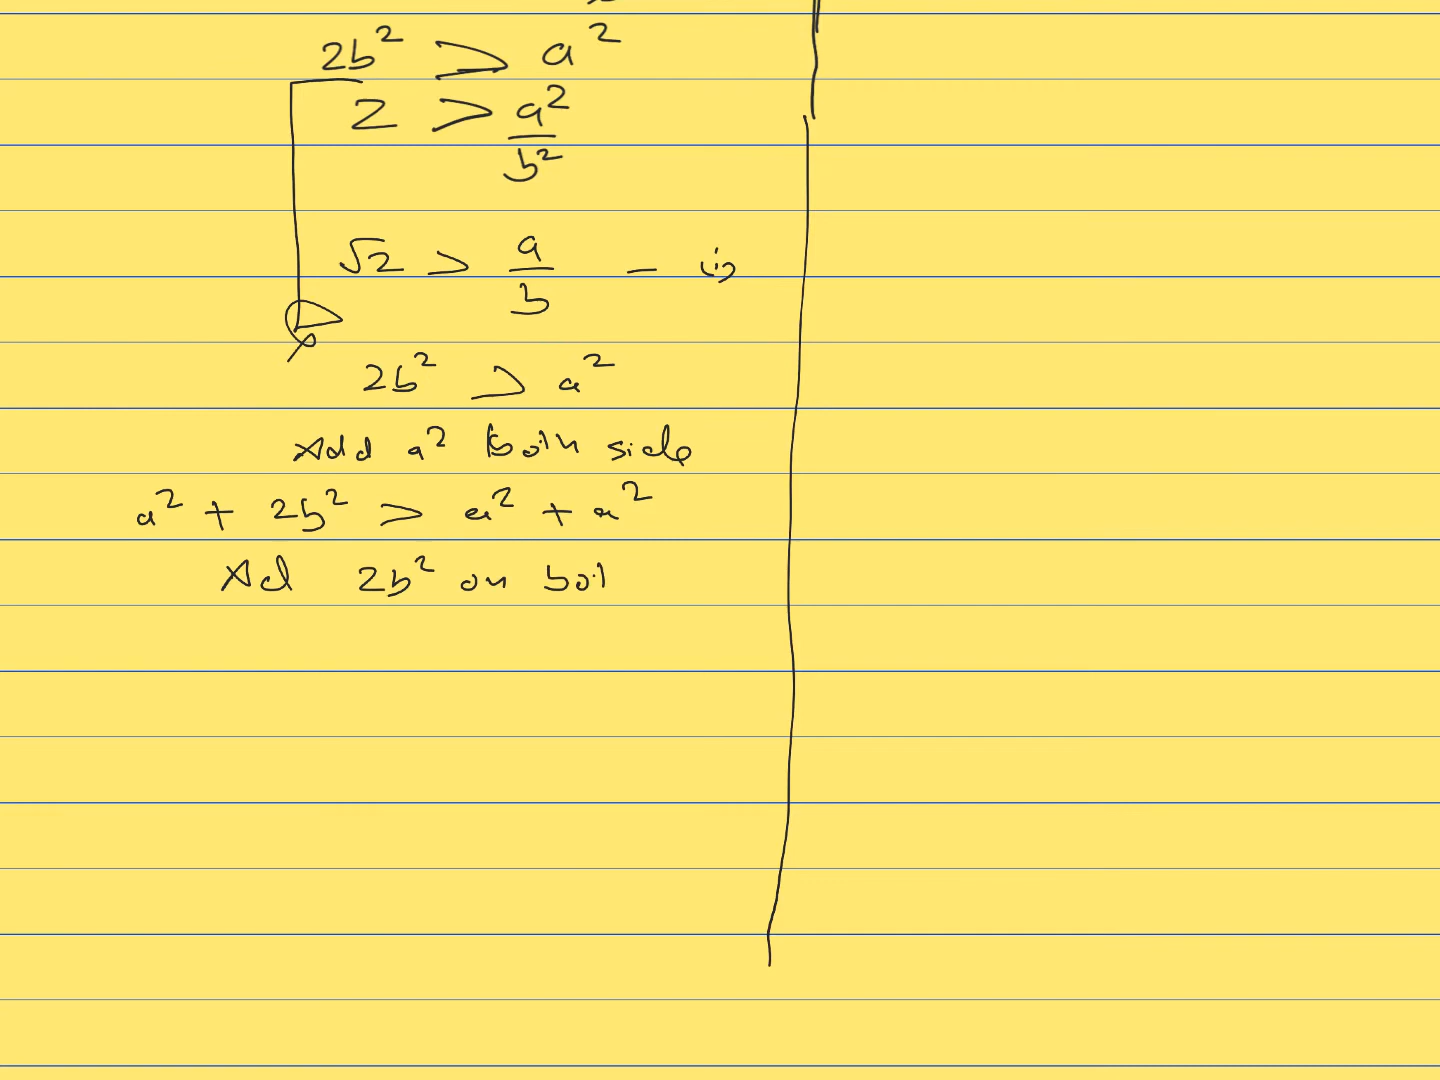 2b² > a²
2 > a²/b²
√2 > a/b — (i)
2b² > a²
Add a² both side
a² + 2b² > a² + a²
Ad 2b² on bot